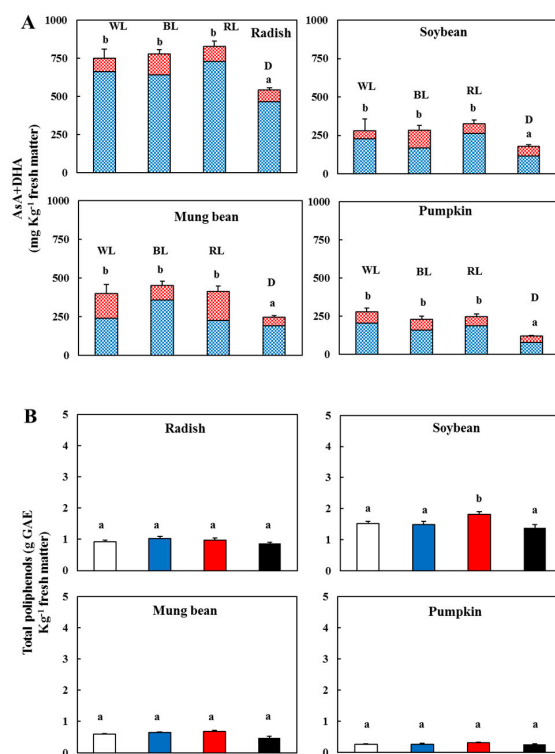 A
AsA+DHA
(mg Kg-1 fresh matter)
1000
750
500
250
0
WL BL RL Radish
b b b D
a
1000
750
500
250
0
Soybean
WL BL RL D
b b b a
1000
750
500
250
0
Mung bean
WL BL RL D
b b b a
1000
750
500
250
0
Pumpkin
WL BL RL D
b b b a
B
Total poliphenols (g GAE
Kg-1 fresh matter)
5
4
3
2
1
0
Radish
a a a a
5
4
3
2
1
0
Soybean
a a b a
5
4
3
2
1
0
Mung bean
a a a a
5
4
3
2
1
0
Pumpkin
a a a a